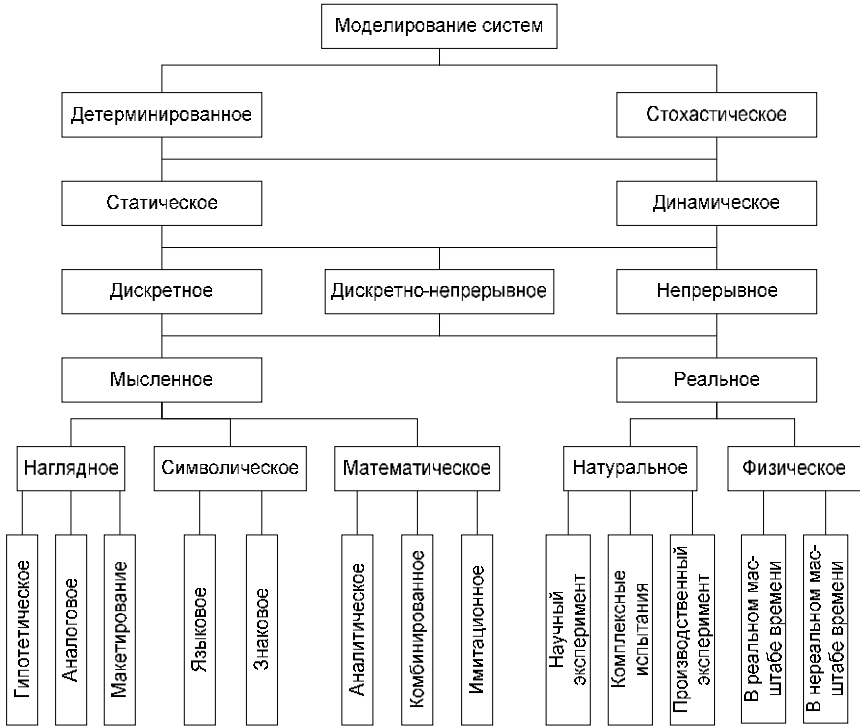 Моделирование систем
Детерминированное
Стохастическое
Статическое
Динамическое
Дискретное
Дискретно-непрерывное
Непрерывное
Мысленное
Реальное
Наглядное
Символическое
Математическое
Натуральное
Физическое
Гипотетическое
Аналоговое
Макетирование
Языковое
Знаковое
Аналитическое
Комбинированное
Имитационное
Научный
эксперимент
Комплексные
испытания
Производственный
эксперимент
В реальном мас-
штабе времени
В нереальном мас-
штабе времени